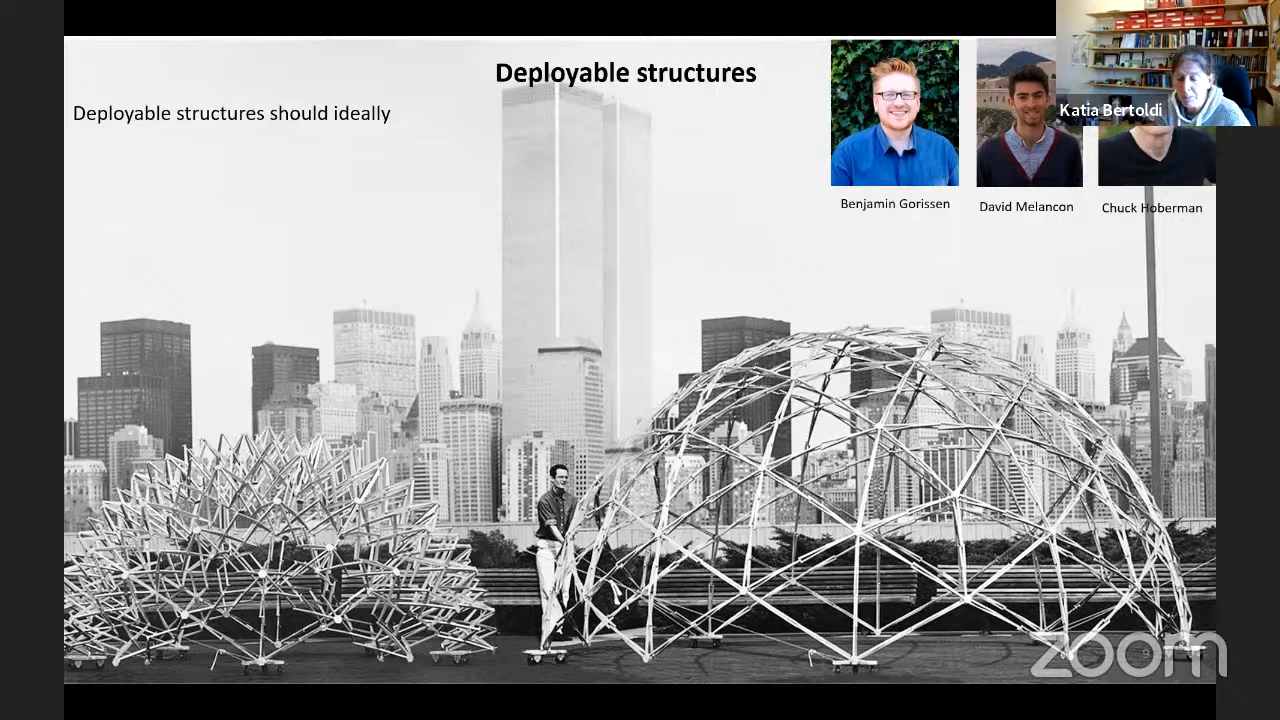 Deployable structures
Deployable structures should ideally
Katia Bertoldi
Benjamin Gorissen
David Melancon
Chuck Hoberman
zoom